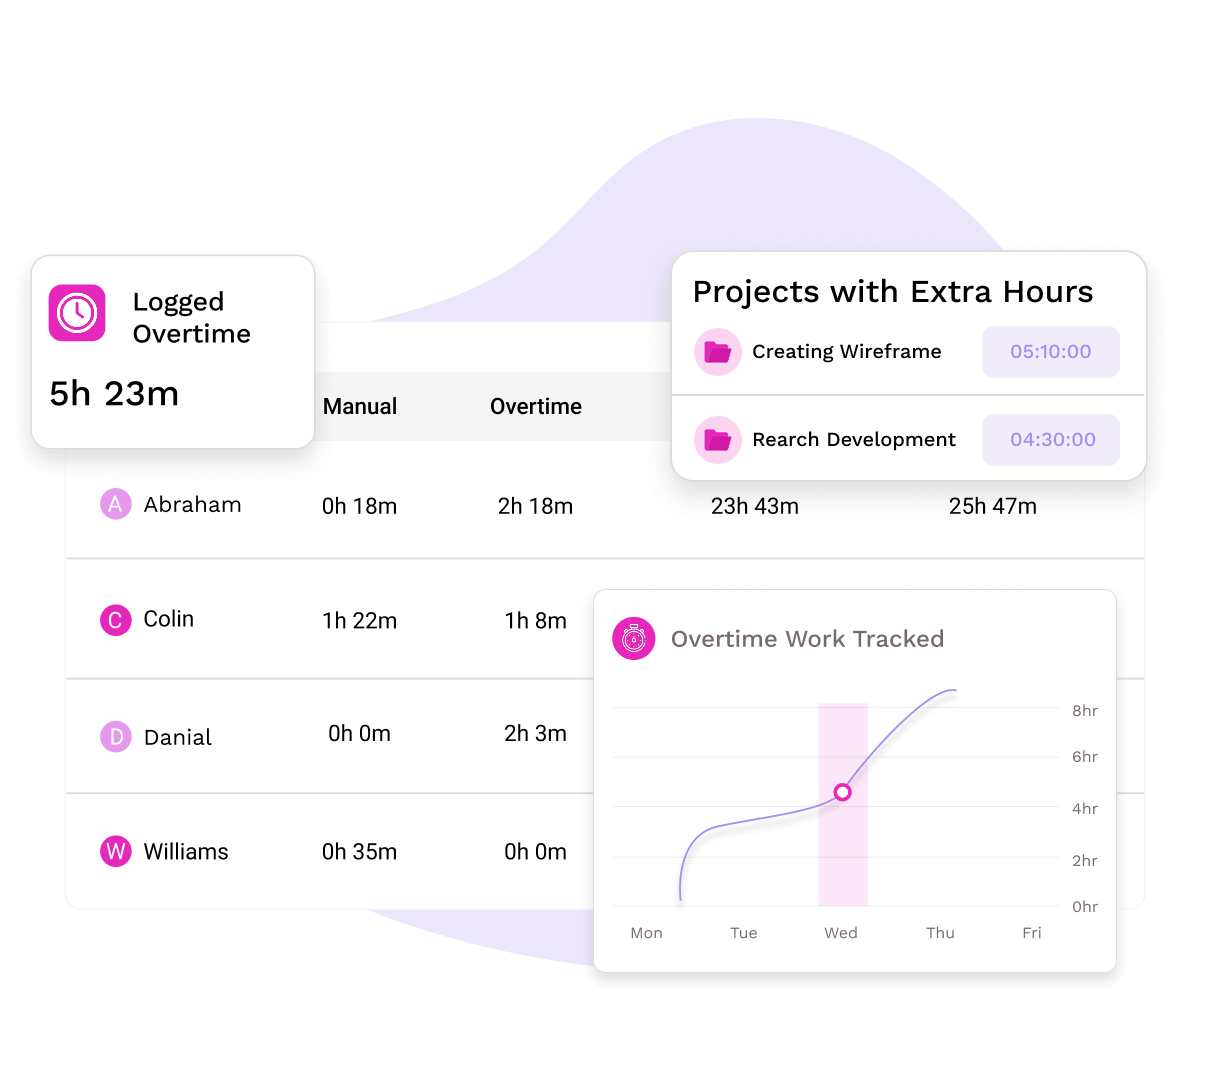 Logged
Overtime
5h 23m
Projects with Extra Hours
Creating Wireframe 05:10:00
Rearch Development 04:30:00
Manual Overtime
A Abraham 0h 18m 2h 18m 23h 43m 25h 47m
C Colin 1h 22m 1h 8m
D Danial 0h 0m 2h 3m
W Williams 0h 35m 0h 0m
Overtime Work Tracked
8hr
6hr
4hr
2hr
0hr
Mon Tue Wed Thu Fri